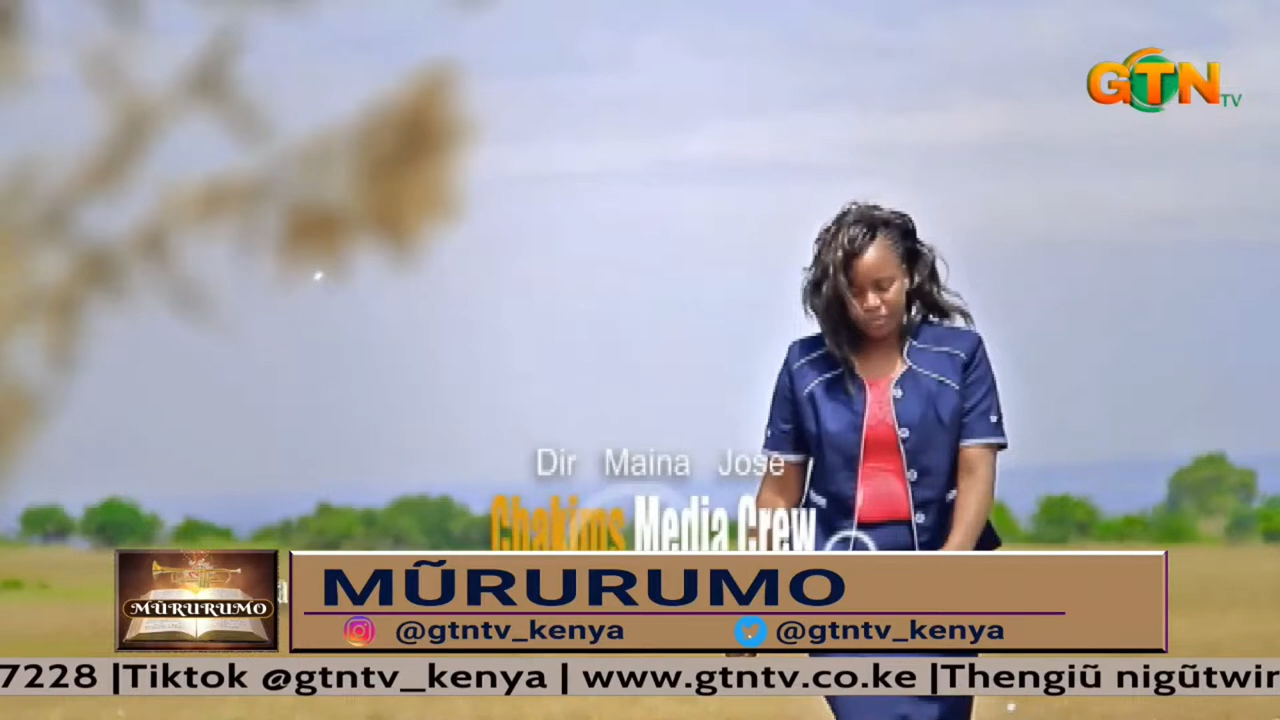 GTN TV
Dir Maina Jose
Chakims Media Crew
MŨRURUMO
MŨRURUMO
@gtntv_kenya @gtntv_kenya
7228 |Tiktok @gtntv_kenya | www.gtntv.co.ke |Thengiũ nigũtwir